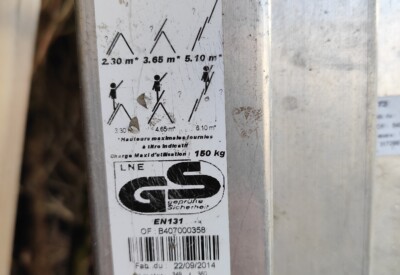 2.30 m* 3.65 m* 5.10 m*
3.30 m* 4.65 m* 6.10 m*
*Hauteurs maximales fournies
à titre indicatif
Charge Maxi d'utilisation : 150 kg
LNE
GS
geprüfte
Sicherheit
EN131
OF : B407000358
Fab. du 22/09/2014